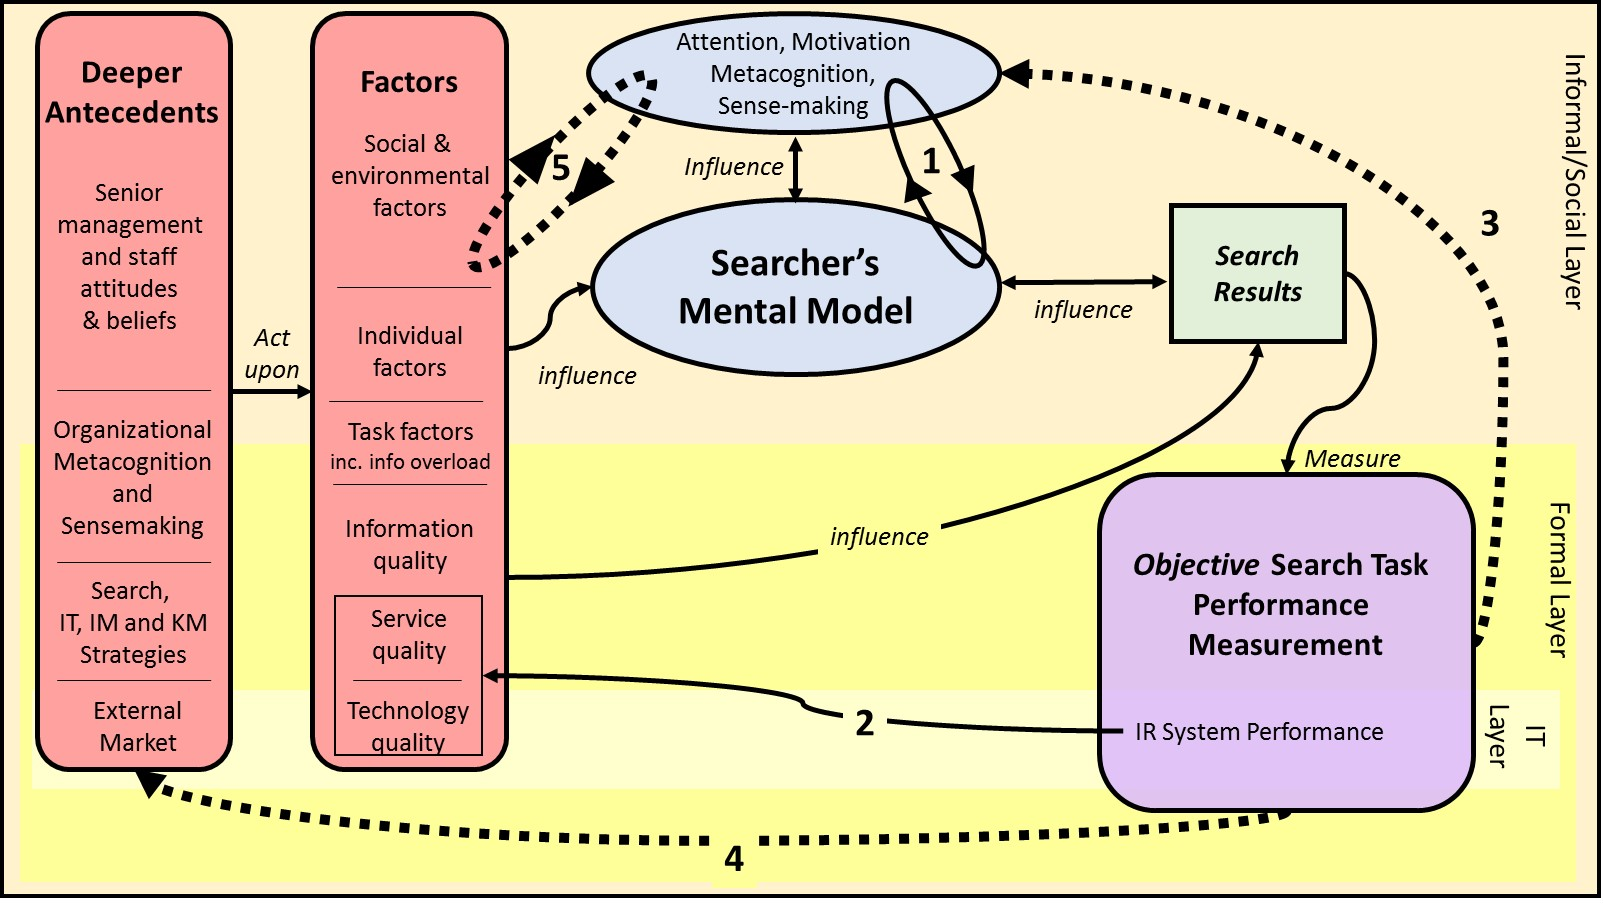 Deeper
Antecedents
Senior
management
and staff
attitudes
& beliefs
Organizational
Metacognition
and
Sensemaking
Search,
IT, IM and KM
Strategies
External
Market
Act
upon
Factors
Social &
environmental
factors
Individual
factors
Task factors
inc. info overload
Information
quality
Service
quality
Technology
quality
5
Attention, Motivation
Metacognition,
Sense-making
Influence
1
Searcher’s
Mental Model
influence
influence
Search
Results
3
Informal/Social Layer
influence
Measure
Objective Search Task
Performance
Measurement
IR System Performance
Formal Layer
IT
Layer
2
4